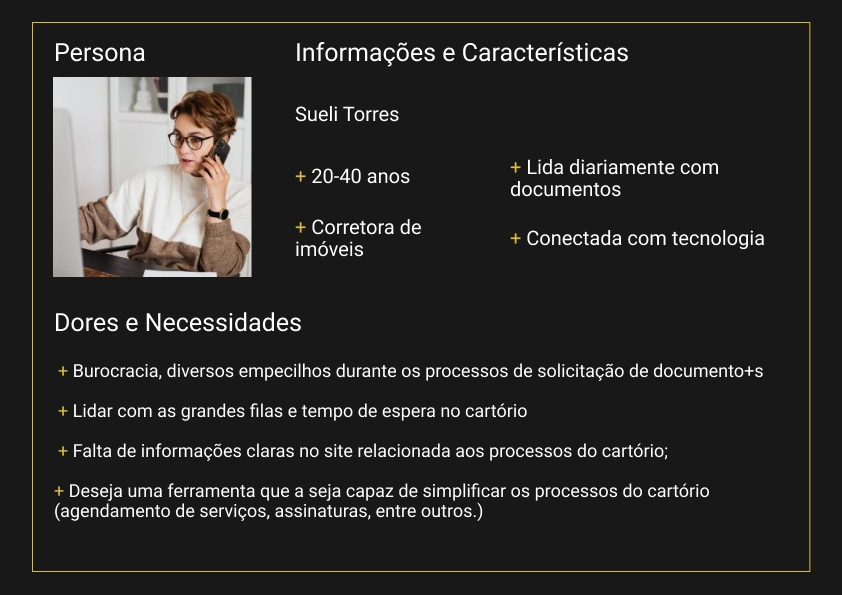 Persona
Informações e Características
Sueli Torres
+ 20-40 anos
+ Corretora de
imóveis
+ Lida diariamente com
documentos
+ Conectada com tecnologia
Dores e Necessidades
+ Burocracia, diversos empecilhos durante os processos de solicitação de documento+s
+ Lidar com as grandes filas e tempo de espera no cartório
+ Falta de informações claras no site relacionada aos processos do cartório;
+ Deseja uma ferramenta que a seja capaz de simplificar os processos do cartório
(agendamento de serviços, assinaturas, entre outros.)